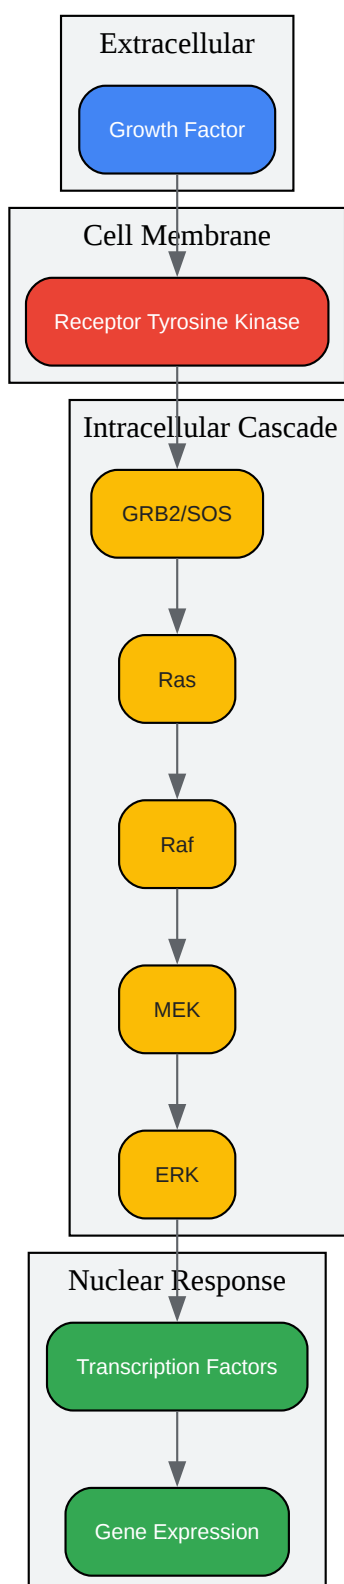 Extracellular
Growth Factor
Cell Membrane
Receptor Tyrosine Kinase
Intracellular Cascade
GRB2/SOS
Ras
Raf
MEK
ERK
Nuclear Response
Transcription Factors
Gene Expression